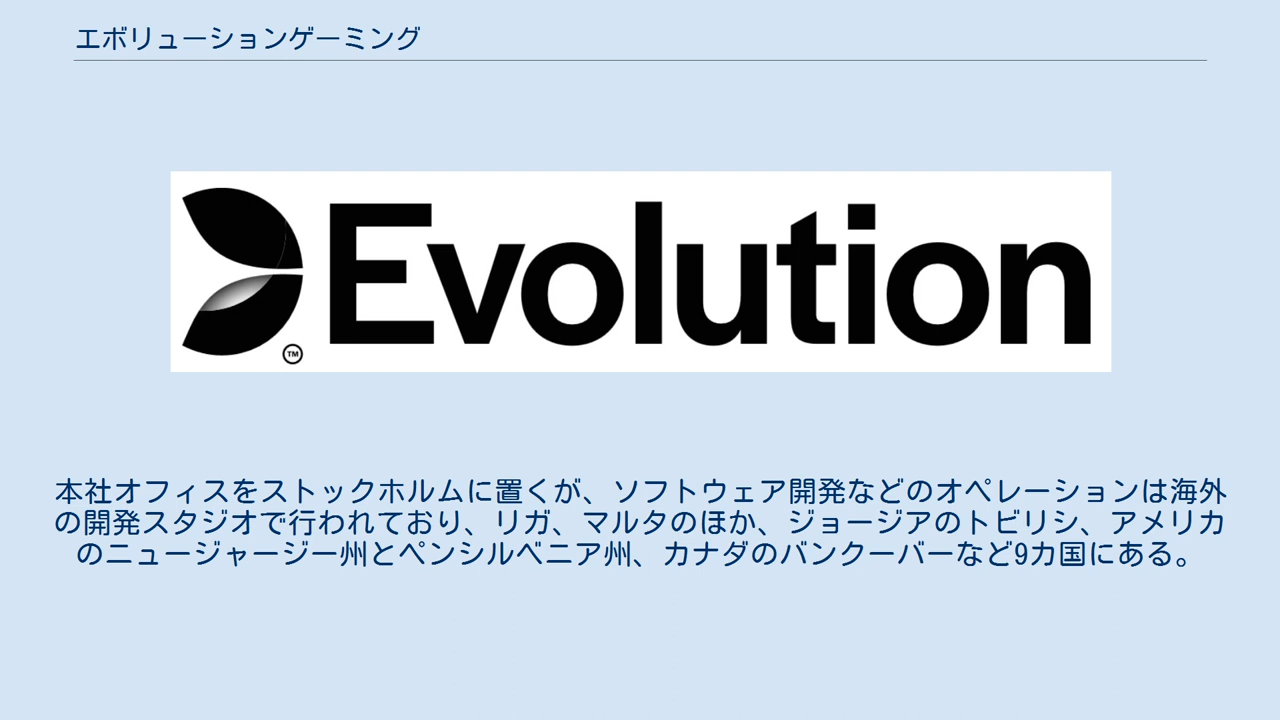 エボリューションゲーミング
Evolution
TM
本社オフィスをストックホルムに置くが、ソフトウェア開発などのオペレーションは海外
の開発スタジオで行われており、リガ、マルタのほか、ジョージアのトビリシ、アメリカ
のニュージャージー州とペンシルベニア州、カナダのバンクーバーなど9カ国にある。